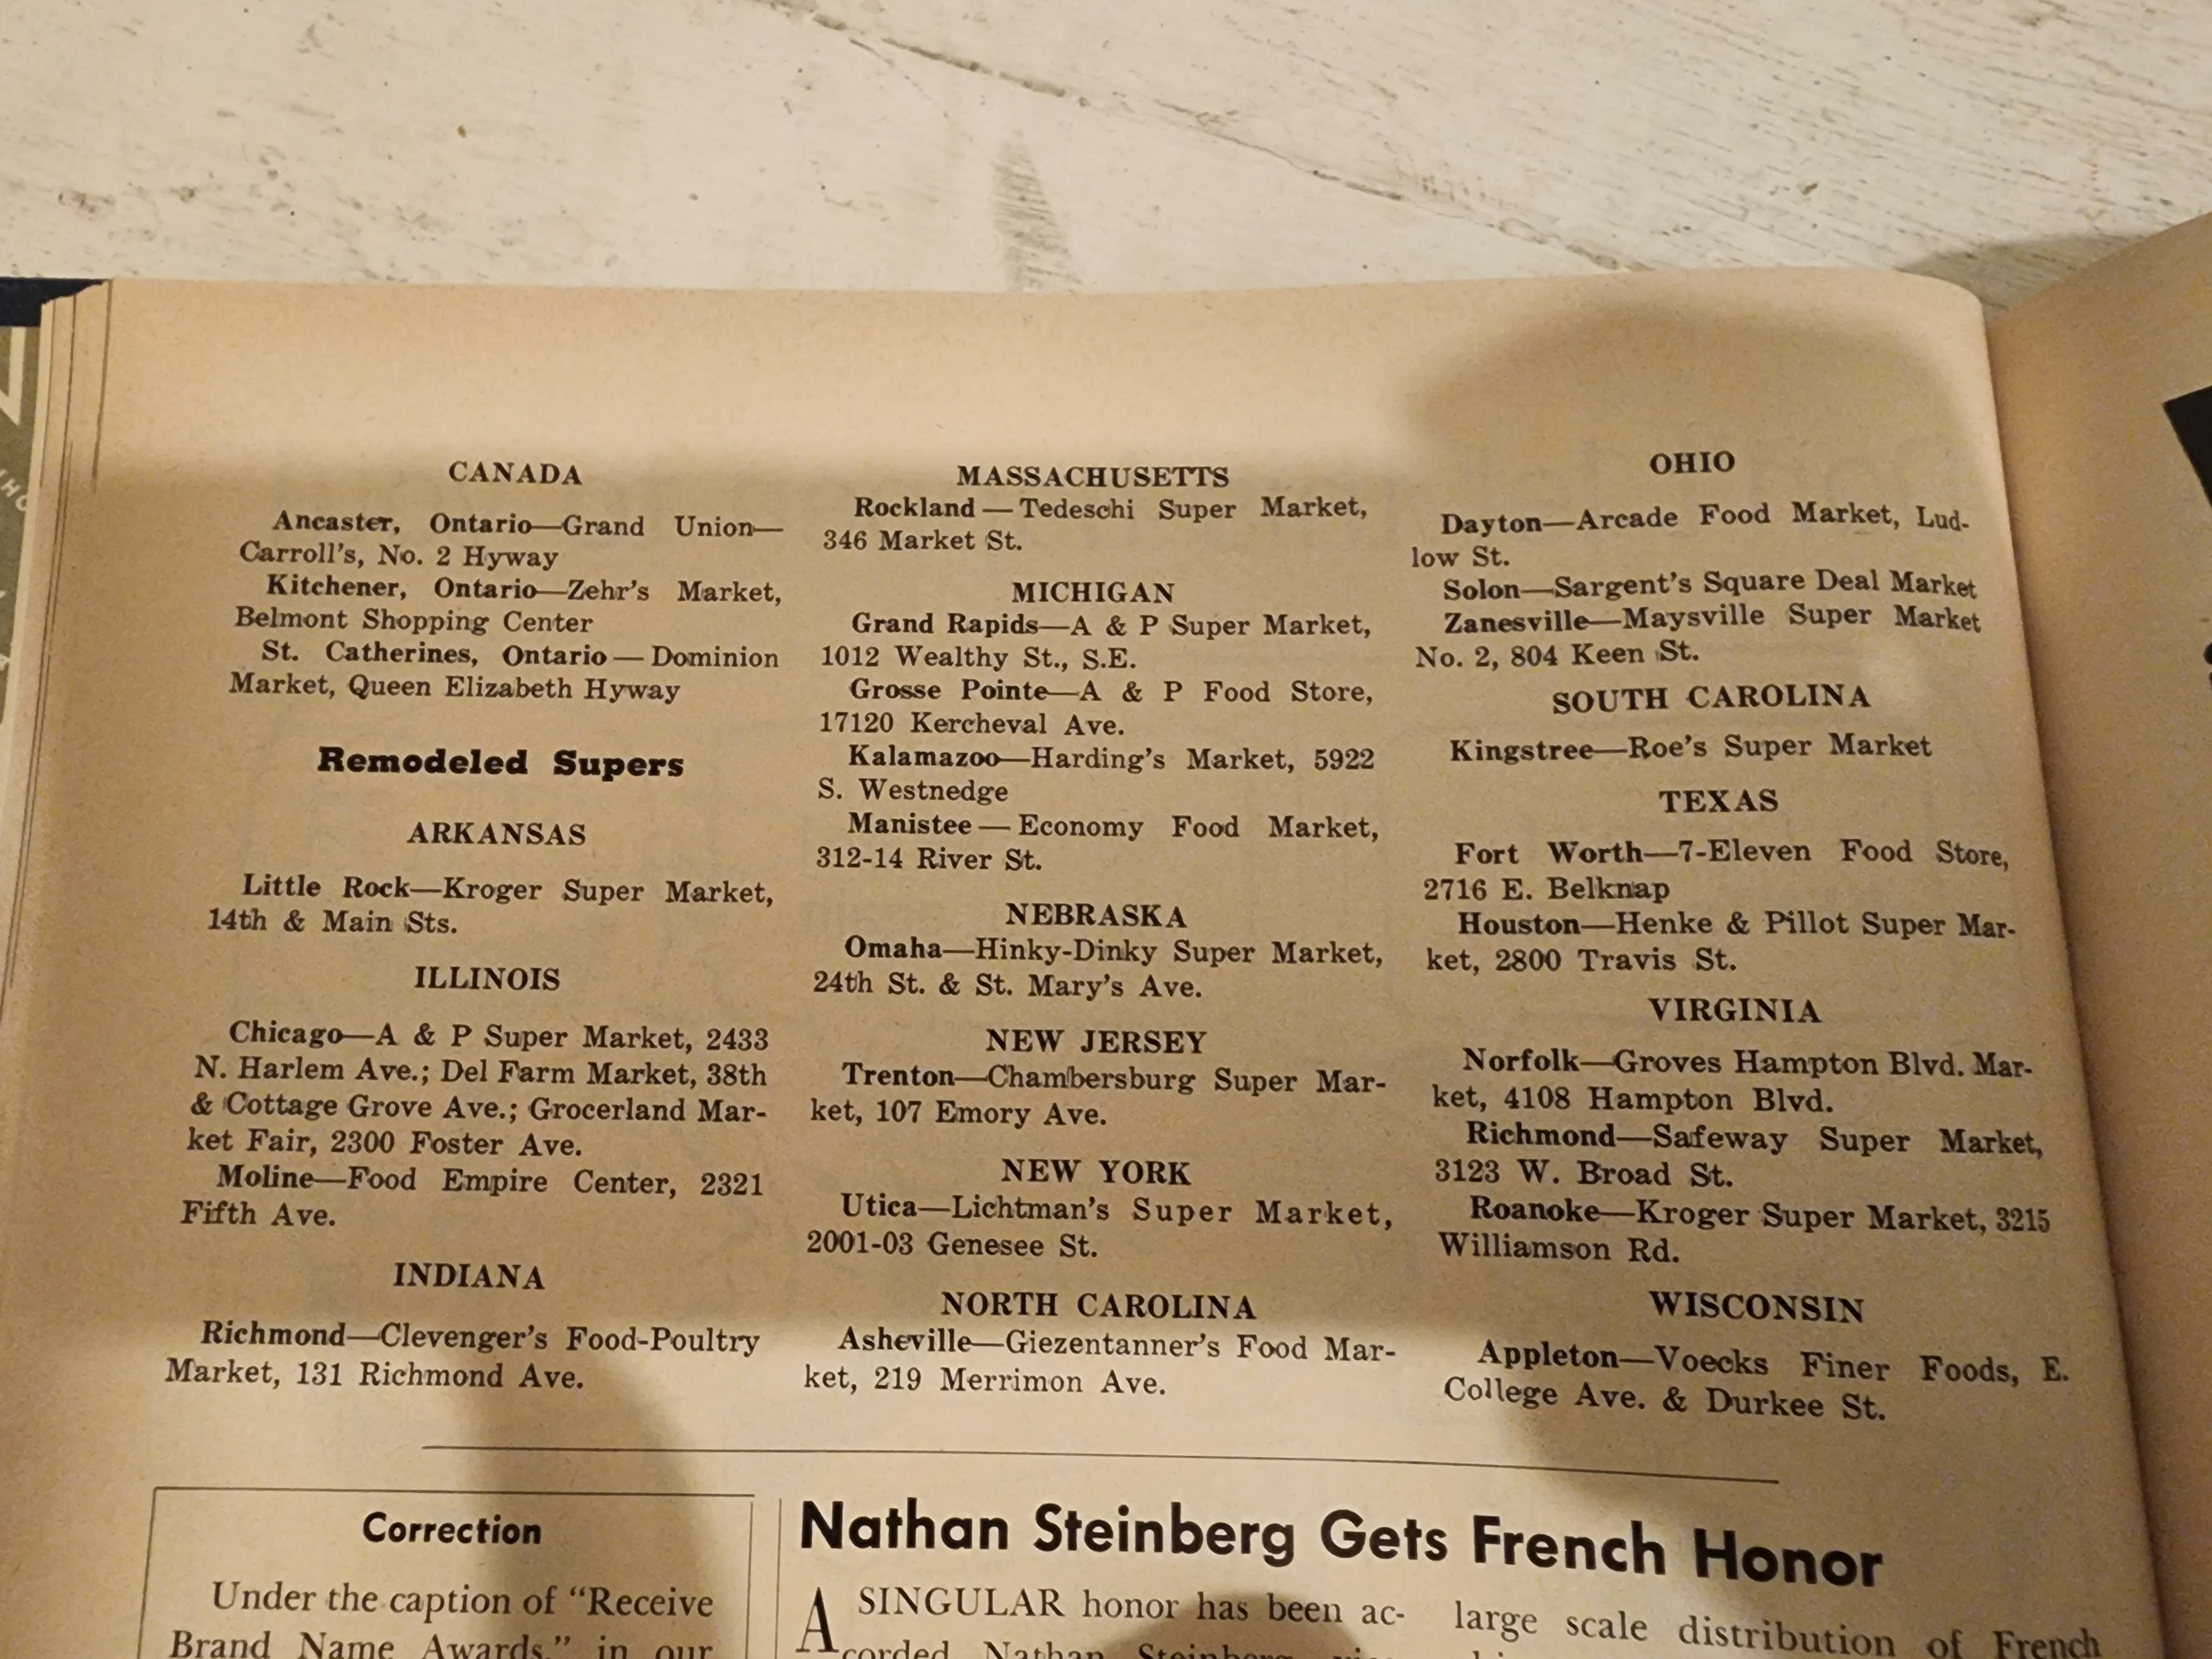 CANADA
Ancaster, Ontario—Grand Union—
Carroll's, No. 2 Hyway
Kitchener, Ontario—Zehr's Market,
Belmont Shopping Center
St. Catherines, Ontario—Dominion
Market, Queen Elizabeth Hyway
Remodeled Supers
ARKANSAS
Little Rock—Kroger Super Market,
14th & Main Sts.
ILLINOIS
Chicago—A & P Super Market, 2433
N. Harlem Ave.; Del Farm Market, 38th
& Cottage Grove Ave.; Grocerland Mar-
ket Fair, 2300 Foster Ave.
Moline—Food Empire Center, 2321
Fifth Ave.
INDIANA
Richmond—Clevenger's Food-Poultry
Market, 131 Richmond Ave.
MASSACHUSETTS
Rockland—Tedeschi Super Market,
346 Market St.
MICHIGAN
Grand Rapids—A & P Super Market,
1012 Wealthy St., S.E.
Grosse Pointe—A & P Food Store,
17120 Kercheval Ave.
Kalamazoo—Harding's Market, 5922
S. Westnedge
Manistee—Economy Food Market,
312-14 River St.
NEBRASKA
Omaha—Hinky-Dinky Super Market,
24th St. & St. Mary's Ave.
NEW JERSEY
Trenton—Chambersburg Super Mar-
ket, 107 Emory Ave.
NEW YORK
Utica—Lichtman's Super Market,
2001-03 Genesee St.
NORTH CAROLINA
Asheville—Giezentanner's Food Mar-
ket, 219 Merrimon Ave.
OHIO
Dayton—Arcade Food Market, Lud-
low St.
Solon—Sargent's Square Deal Market
Zanesville—Maysville Super Market
No. 2, 804 Keen St.
SOUTH CAROLINA
Kingstree—Roe's Super Market
TEXAS
Fort Worth—7-Eleven Food Store,
2716 E. Belknap
Houston—Henke & Pillot Super Mar-
ket, 2800 Travis St.
VIRGINIA
Norfolk—Groves Hampton Blvd. Mar-
ket, 4108 Hampton Blvd.
Richmond—Safeway Super Market,
3123 W. Broad St.
Roanoke—Kroger Super Market, 3215
Williamson Rd.
WISCONSIN
Appleton—Voecks Finer Foods, E.
College Ave. & Durkee St.
Correction
Under the caption of "Receive
Brand Name Awards," in our
Nathan Steinberg Gets French Honor
A SINGULAR honor has been ac-
corded Nathan Steinberg,
large scale distribution of French